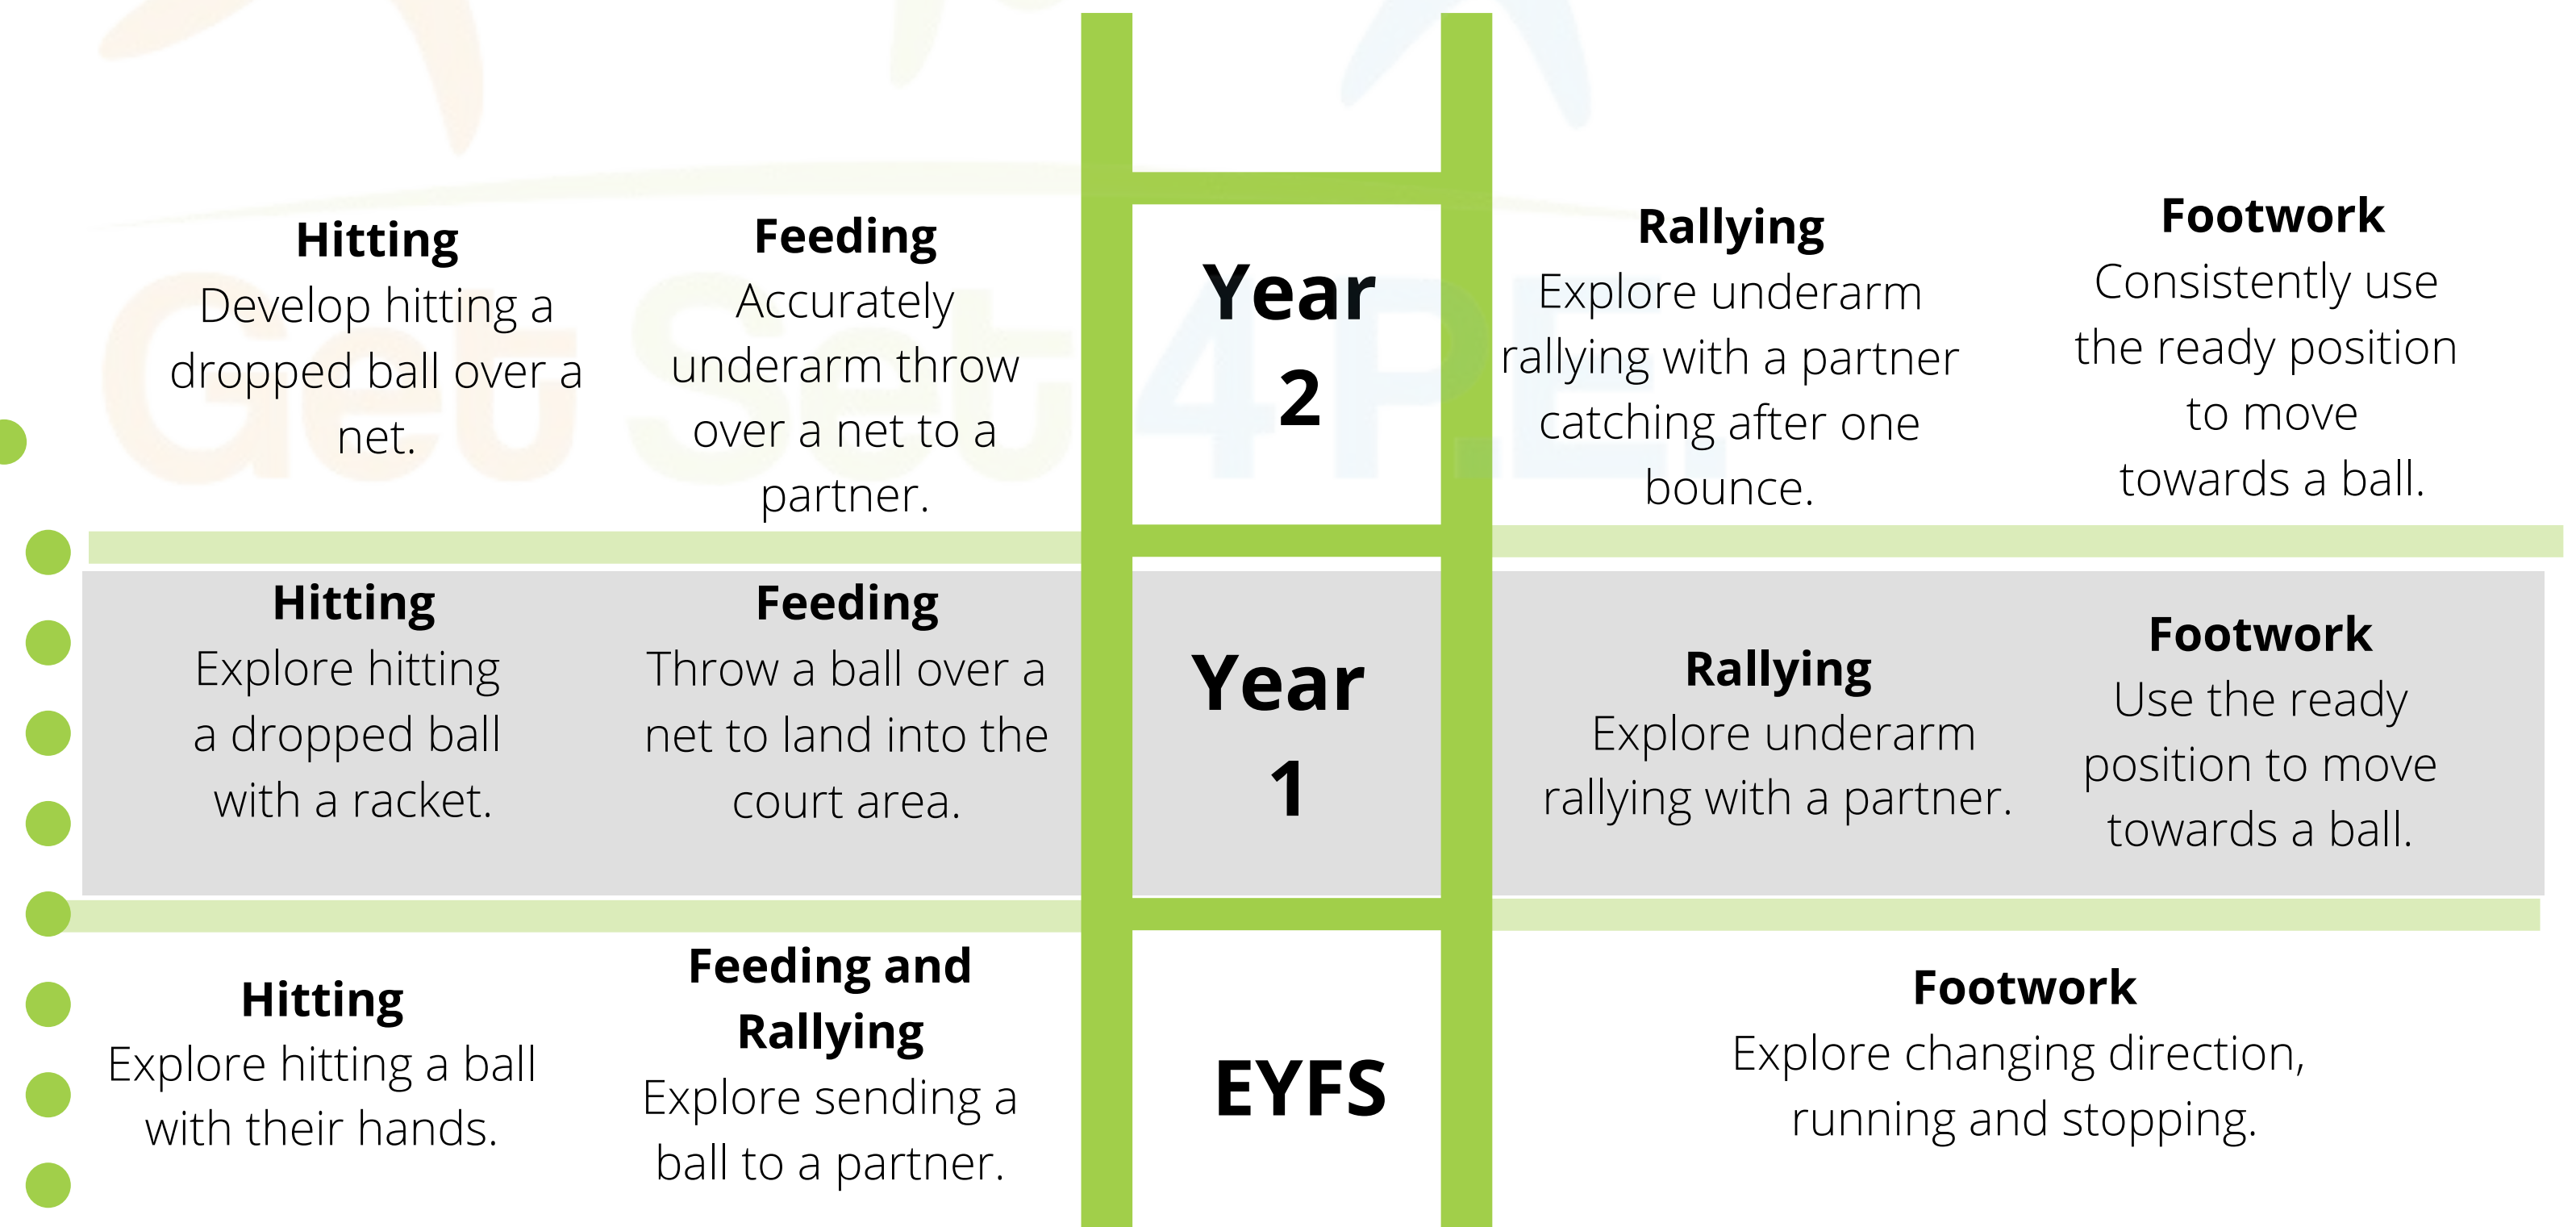 Hitting
Develop hitting a
dropped ball over a
net.
Feeding
Accurately
underarm throw
over a net to a
partner.
Year
2
Rallying
Explore underarm
rallying with a partner
catching after one
bounce.
Footwork
Consistently use
the ready position
to move
towards a ball.
Get Set 4 P.E.
Hitting
Explore hitting
a dropped ball
with a racket.
Feeding
Throw a ball over a
net to land into the
court area.
Year
1
Rallying
Explore underarm
rallying with a partner.
Footwork
Use the ready
position to move
towards a ball.
Hitting
Explore hitting a ball
with their hands.
Feeding and
Rallying
Explore sending a
ball to a partner.
EYFS
Footwork
Explore changing direction,
running and stopping.